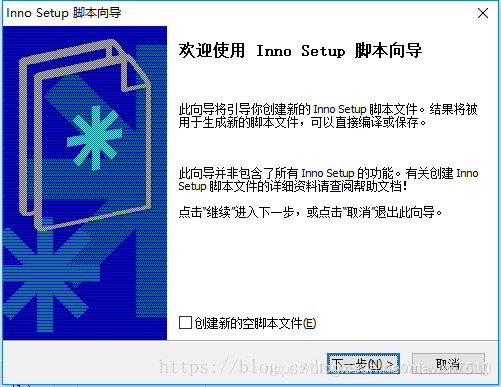 Inno Setup 脚本向导
欢迎使用 Inno Setup 脚本向导
此向导将引导你创建新的 Inno Setup 脚本文件。结果将被
用于生成新的脚本文件，可以直接编译或保存。
此向导并非包含了所有 Inno Setup 的功能。有关创建 Inno
Setup 脚本文件的详细资料请查阅帮助文档！
点击“继续”进入下一步，或点击“取消”退出此向导。
创建新的空脚本文件(E)
下一步(N) >
取消